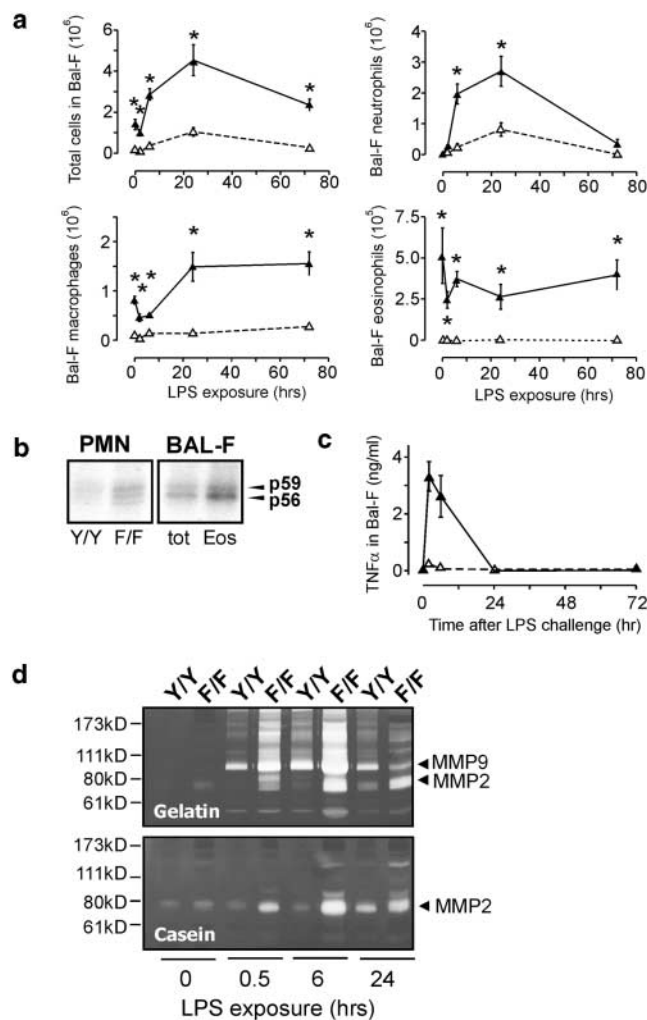 a
Total cells in Bal-F (10⁶)
6
4
2
0
0 20 40 60 80
Bal-F neutrophils (10⁶)
4
3
2
1
0
0 20 40 60 80
Bal-F macrophages (10⁶)
2
1
0
0 20 40 60 80
LPS exposure (hrs)
Bal-F eosinophils (10⁵)
7.5
5.0
2.5
0
0 20 40 60 80
LPS exposure (hrs)
* * * * *
* *
* * * * *
* * * * *
b
PMN BAL-F
p59
p56
Y/Y F/F tot Eos
c
TNFα in Bal-F (ng/ml)
4
2
0
0 24 48 72
Time after LPS challenge (hr)
d
Y/Y F/F Y/Y F/F Y/Y F/F Y/Y F/F
173kD
111kD
80kD
61kD
MMP9
MMP2
Gelatin
173kD
111kD
80kD
61kD
MMP2
Casein
0 0.5 6 24
LPS exposure (hrs)